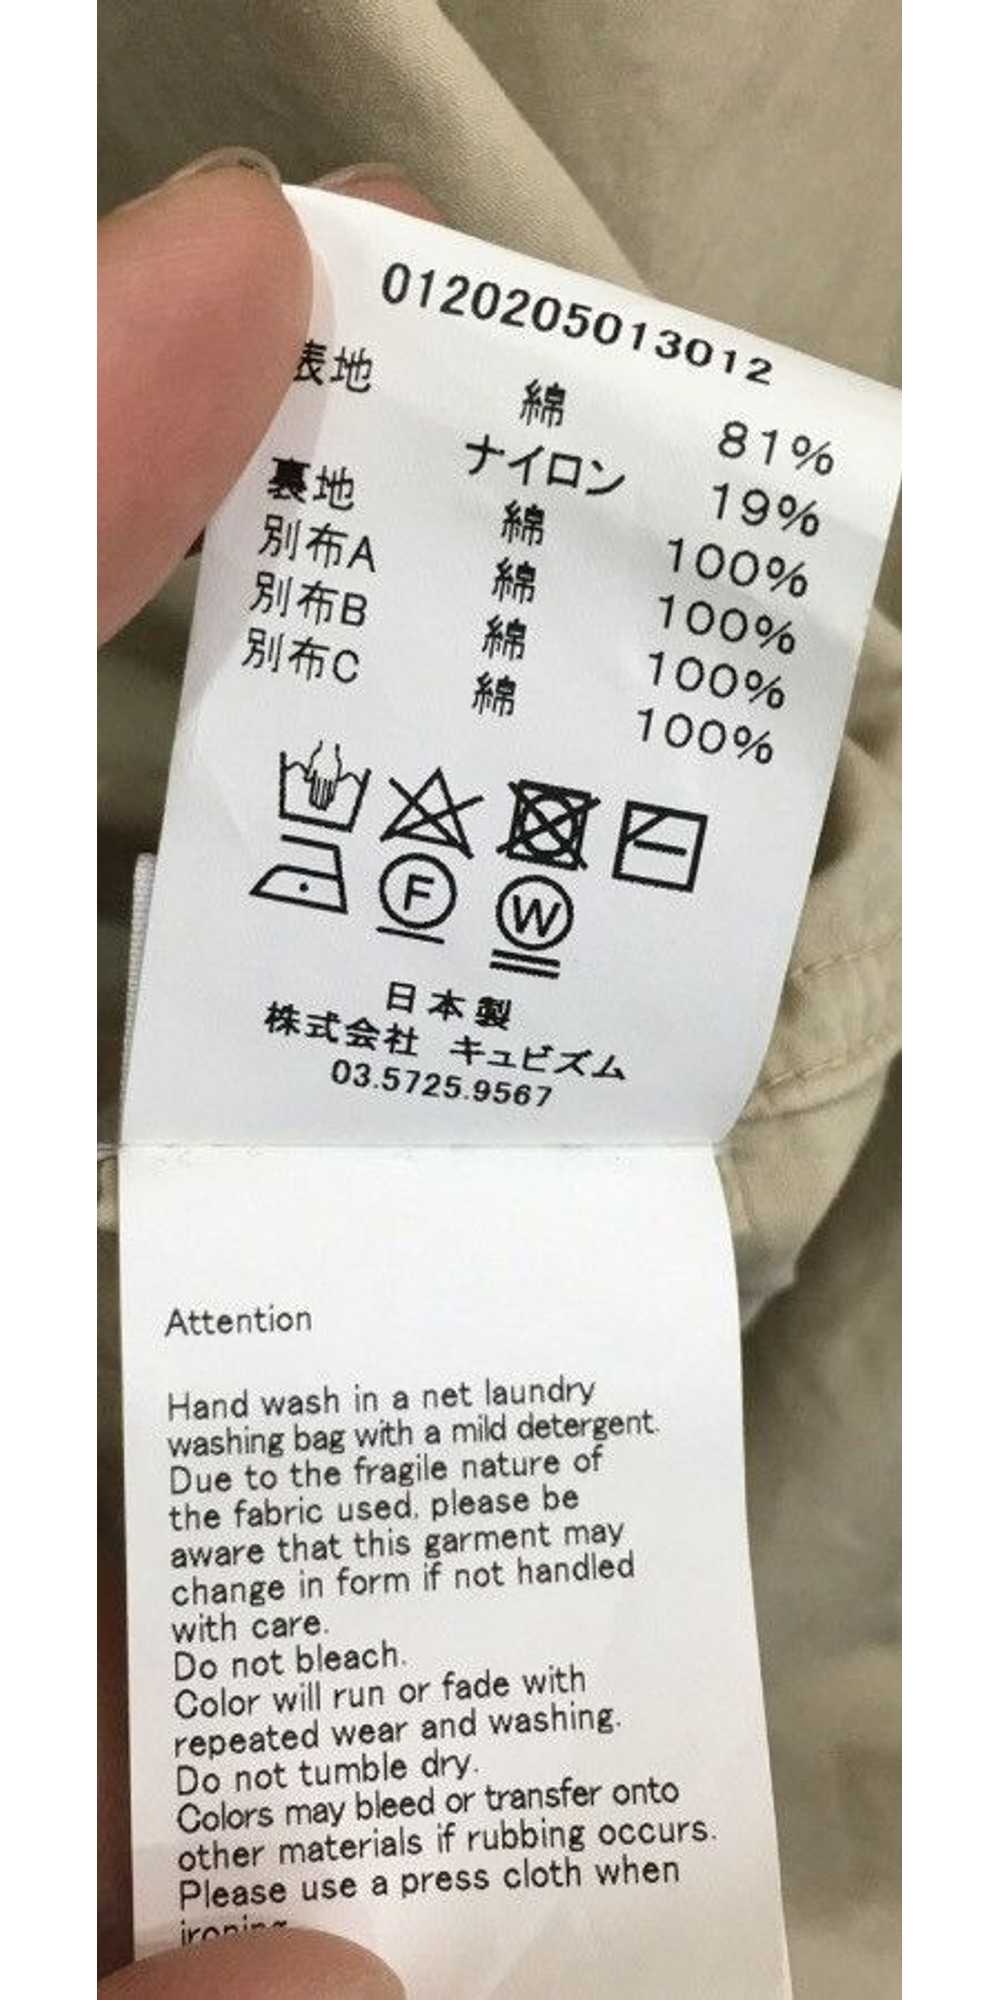 0120205013012
表地 綿 81%
ナイロン 19%
裏地 綿 100%
別布A 綿 100%
別布B 綿 100%
別布C 綿 100%
F W
日本製
株式会社 キュビズム
03.5725.9567
Attention
Hand wash in a net laundry
washing bag with a mild detergent.
Due to the fragile nature of
the fabric used, please be
aware that this garment may
change in form if not handled
with care.
Do not bleach.
Color will run or fade with
repeated wear and washing.
Do not tumble dry.
Colors may bleed or transfer onto
other materials if rubbing occurs.
Please use a press cloth when
ironing